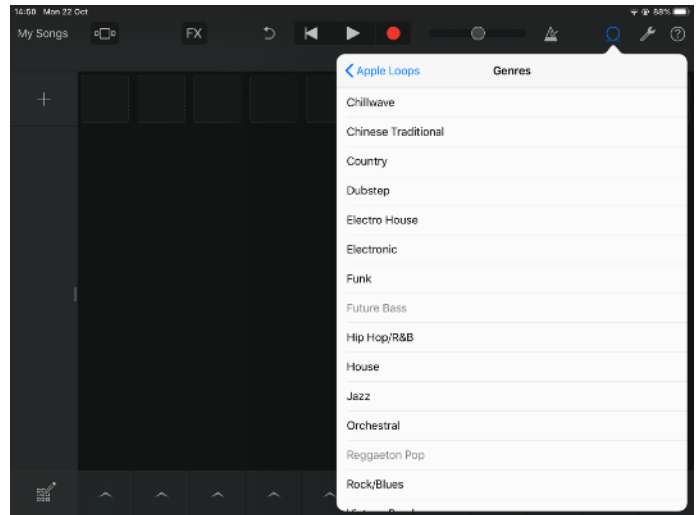 14:50 Mon 22 Oct
88%
My Songs
FX
Apple Loops
Genres
Chillwave
Chinese Traditional
Country
Dubstep
Electro House
Electronic
Funk
Future Bass
Hip Hop/R&B
House
Jazz
Orchestral
Reggaeton Pop
Rock/Blues